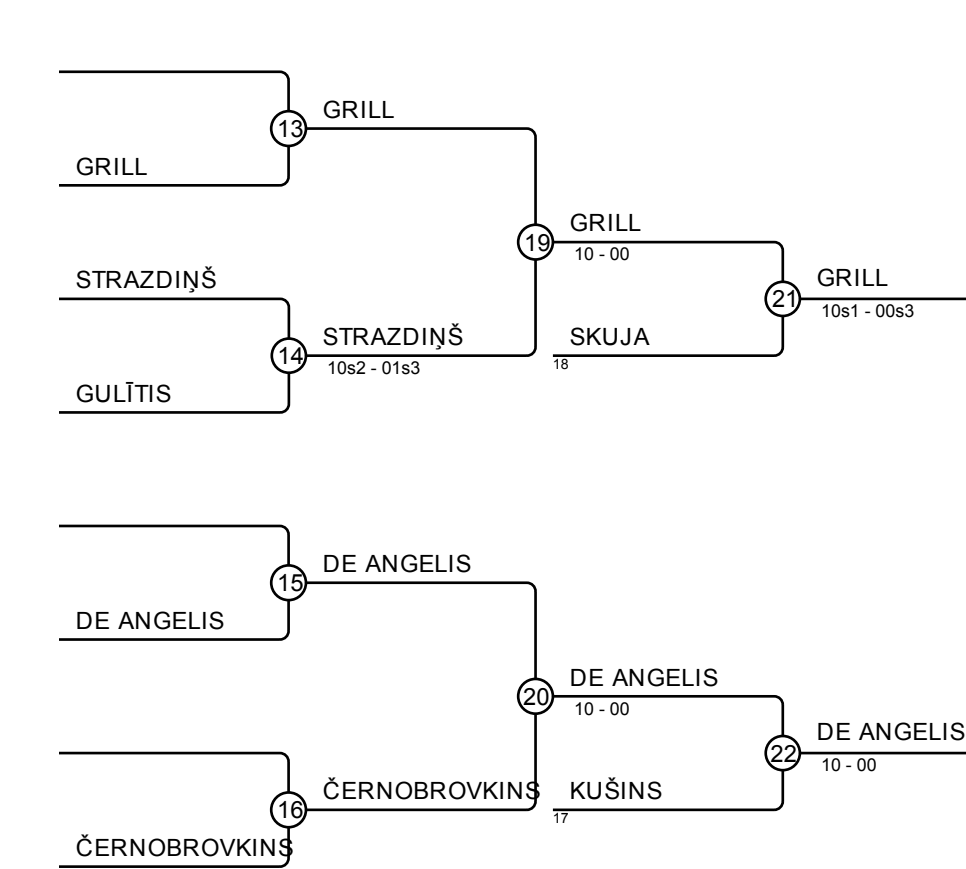 GRILL
13
GRILL
GRILL
19
10 - 00
STRAZDIŅŠ
GRILL
21
10s1 - 00s3
STRAZDIŅŠ
SKUJA
14
10s2 - 01s3
18
GULĪTIS
DE ANGELIS
15
DE ANGELIS
DE ANGELIS
20
10 - 00
DE ANGELIS
22
10 - 00
ČERNOBROVKINS
KUŠINS
16
17
ČERNOBROVKINS